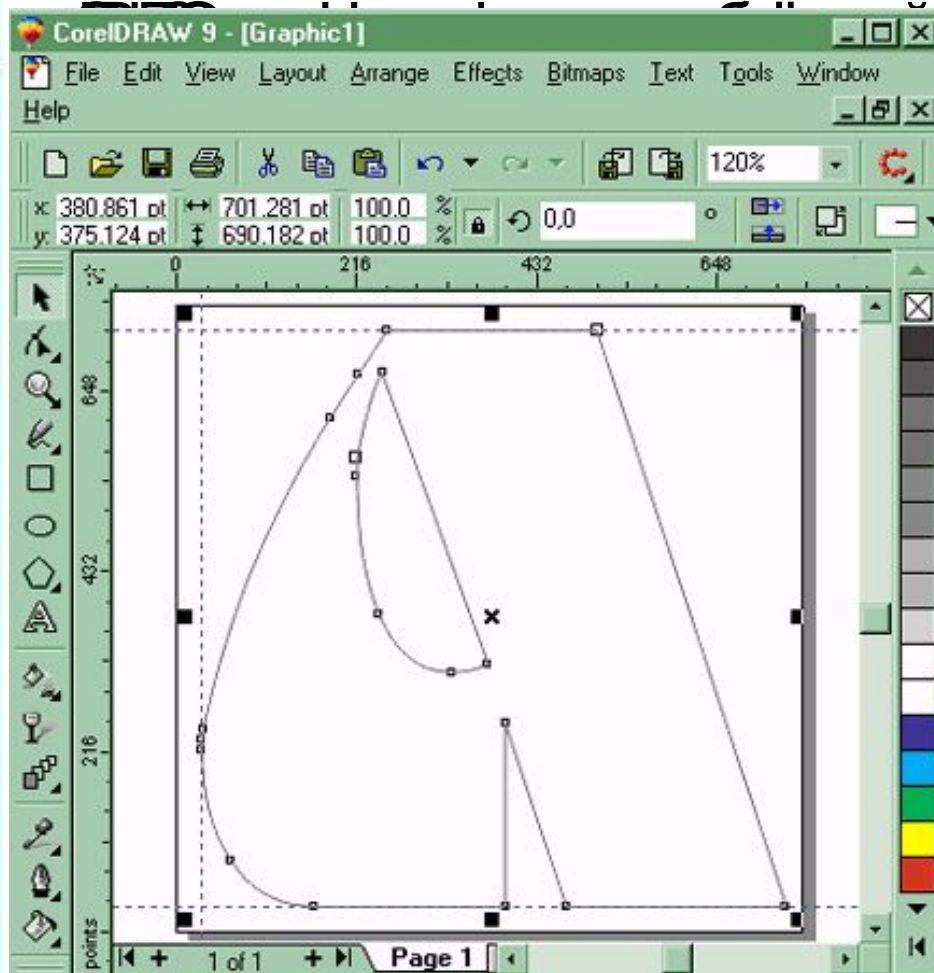 CorelDRAW 9 - [Graphic1]
File Edit View Layout Arrange Effects Bitmaps Text Tools Window
Help
120%
x: 380.861 pt 701.281 pt 100.0 % 0,0 °
y: 375.124 pt 690.182 pt 100.0 %
0 216 432 648
648
432
216
points
1 of 1 Page 1